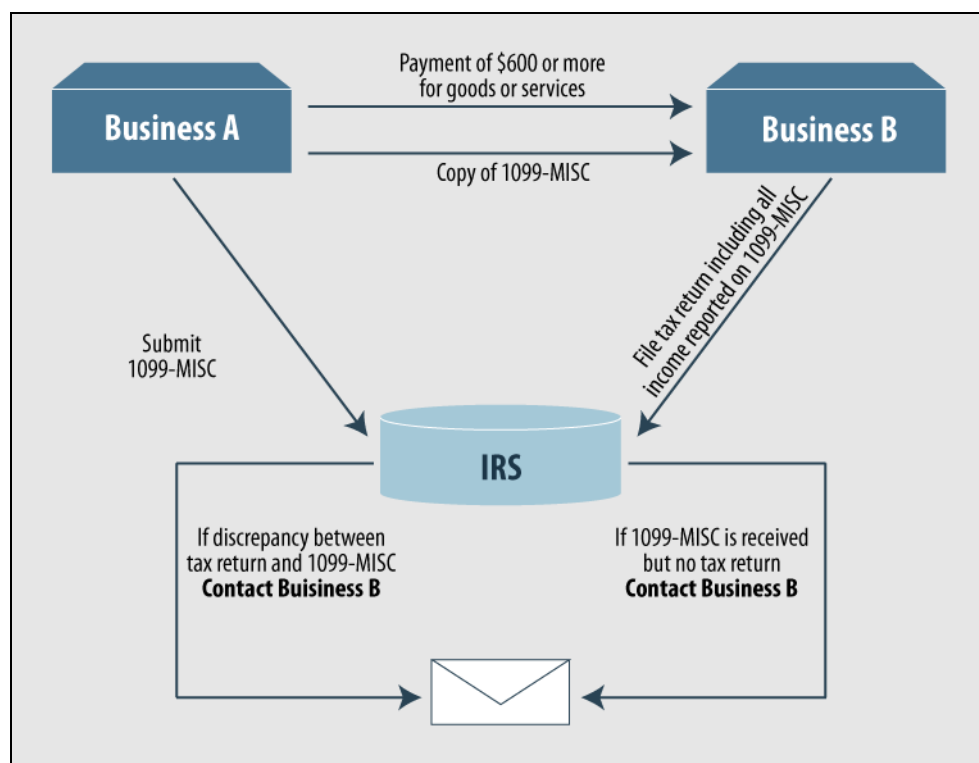 Payment of $600 or more
for goods or services
Business A
Business B
Copy of 1099-MISC
File tax return including all
income reported on 1099-MISC
Submit
1099-MISC
IRS
If discrepancy between
tax return and 1099-MISC
Contact Buisiness B
If 1099-MISC is received
but no tax return
Contact Business B